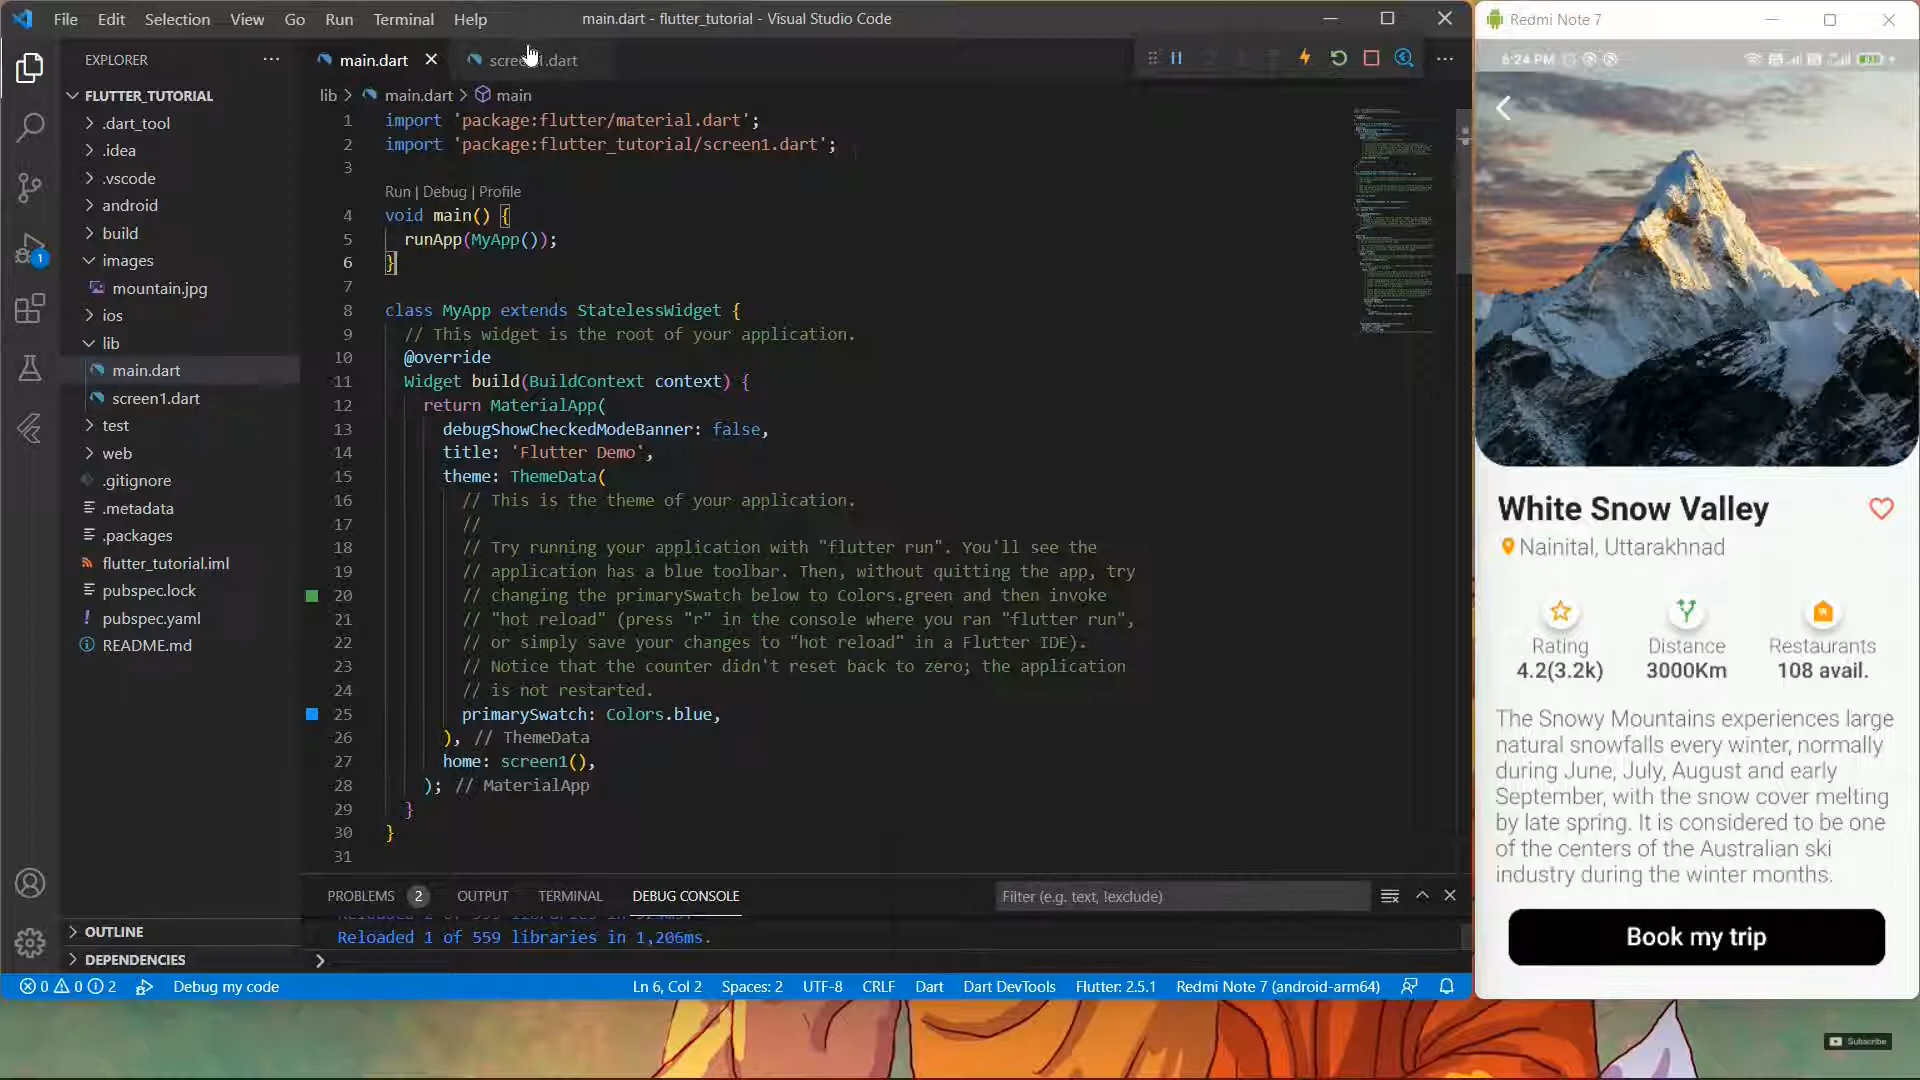 File Edit Selection View Go Run Terminal Help
main.dart - flutter_tutorial - Visual Studio Code
EXPLORER
FLUTTER_TUTORIAL
.dart_tool
.idea
.vscode
android
build
images
mountain.jpg
ios
lib
main.dart
screen1.dart
test
web
.gitignore
.metadata
.packages
flutter_tutorial.iml
pubspec.lock
pubspec.yaml
README.md
OUTLINE
DEPENDENCIES
1
main.dart
screen1.dart
lib > main.dart > main
1 import 'package:flutter/material.dart';
2 import 'package:flutter_tutorial/screen1.dart';
3
Run | Debug | Profile
4 void main() {
5 runApp(MyApp());
6 }
7
8 class MyApp extends StatelessWidget {
9 // This widget is the root of your application.
10 @override
11 Widget build(BuildContext context) {
12 return MaterialApp(
13 debugShowCheckedModeBanner: false,
14 title: 'Flutter Demo',
15 theme: ThemeData(
16 // This is the theme of your application.
17 //
18 // Try running your application with "flutter run". You'll see the
19 // application has a blue toolbar. Then, without quitting the app, try
20 // changing the primarySwatch below to Colors.green and then invoke
21 // "hot reload" (press "r" in the console where you ran "flutter run",
22 // or simply save your changes to "hot reload" in a Flutter IDE).
23 // Notice that the counter didn't reset back to zero; the application
24 // is not restarted.
25 primarySwatch: Colors.blue,
26 ), // ThemeData
27 home: screen1(),
28 ); // MaterialApp
29 }
30 }
31
PROBLEMS 2 OUTPUT TERMINAL DEBUG CONSOLE
Filter (e.g. text, !exclude)
Reloaded 1 of 559 libraries in 1,206ms.
0 0 2 Debug my code
Ln 6, Col 2 Spaces: 2 UTF-8 CRLF Dart Dart DevTools Flutter: 2.5.1 Redmi Note 7 (android-arm64)
Redmi Note 7
6:24 PM
White Snow Valley
Nainital, Uttarakhnad
Rating Distance Restaurants
4.2(3.2k) 3000Km 108 avail.
The Snowy Mountains experiences large
natural snowfalls every winter, normally
during June, July, August and early
September, with the snow cover melting
by late spring. It is considered to be one
of the centers of the Australian ski
industry during the winter months.
Book my trip
Subscribe